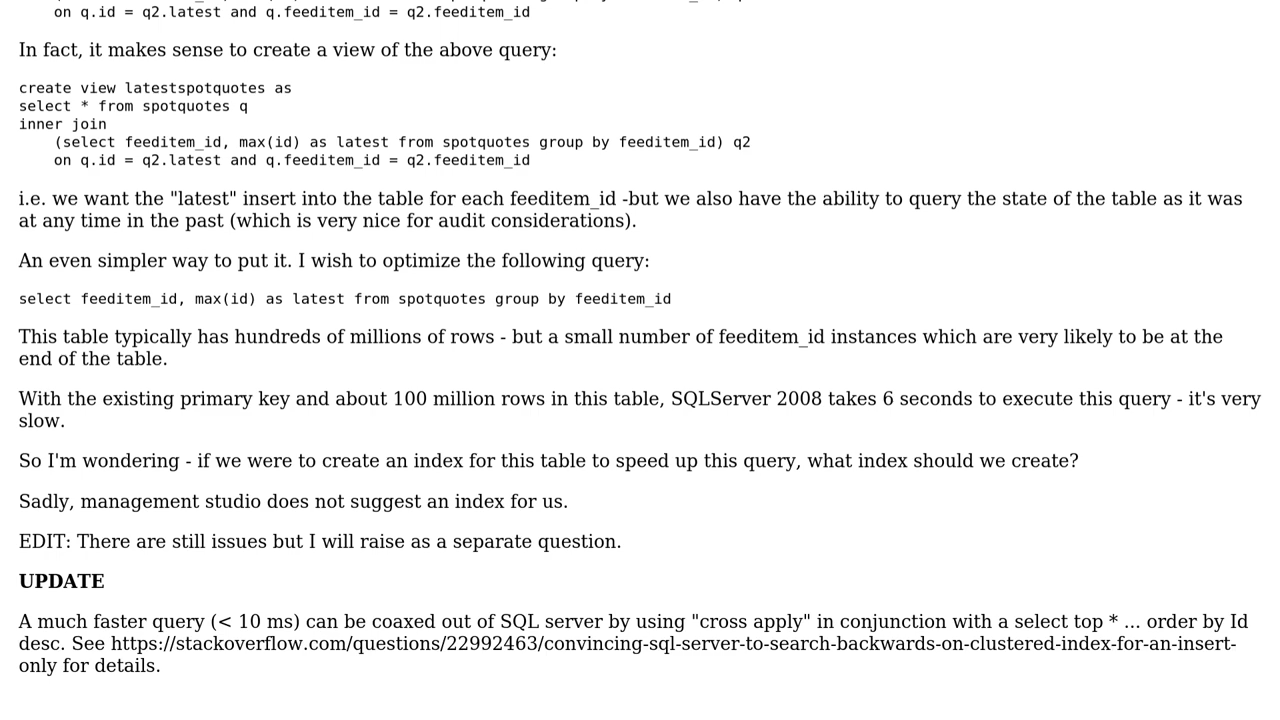 on q.id = q2.latest and q.feeditem_id = q2.feeditem_id
In fact, it makes sense to create a view of the above query:
create view latestspotquotes as
select * from spotquotes q
inner join
(select feeditem_id, max(id) as latest from spotquotes group by feeditem_id) q2
on q.id = q2.latest and q.feeditem_id = q2.feeditem_id
i.e. we want the "latest" insert into the table for each feeditem_id -but we also have the ability to query the state of the table as it was
at any time in the past (which is very nice for audit considerations).
An even simpler way to put it. I wish to optimize the following query:
select feeditem_id, max(id) as latest from spotquotes group by feeditem_id
This table typically has hundreds of millions of rows - but a small number of feeditem_id instances which are very likely to be at the
end of the table.
With the existing primary key and about 100 million rows in this table, SQLServer 2008 takes 6 seconds to execute this query - it's very
slow.
So I'm wondering - if we were to create an index for this table to speed up this query, what index should we create?
Sadly, management studio does not suggest an index for us.
EDIT: There are still issues but I will raise as a separate question.
UPDATE
A much faster query (< 10 ms) can be coaxed out of SQL server by using "cross apply" in conjunction with a select top * ... order by Id
desc. See https://stackoverflow.com/questions/22992463/convincing-sql-server-to-search-backwards-on-clustered-index-for-an-insert-
only for details.